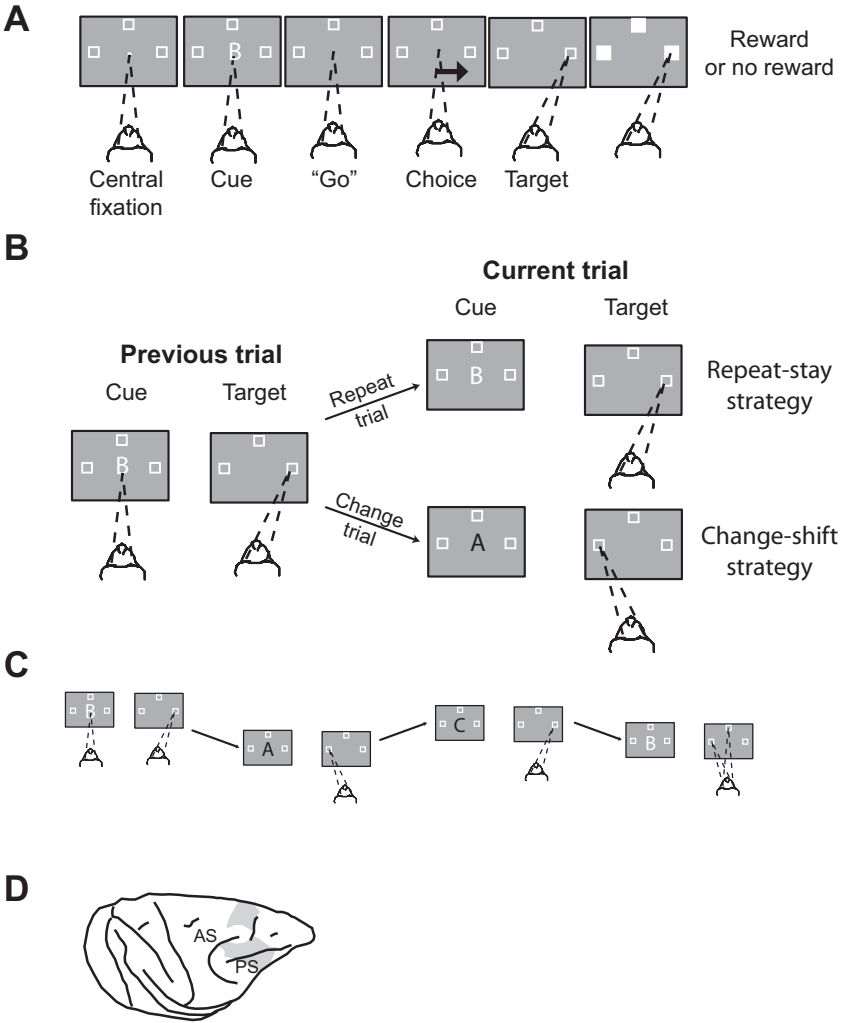 A
B
Reward
or no reward
Central
fixation
Cue
“Go”
Choice
Target
B
Current trial
Cue
Target
Previous trial
Cue
Target
Repeat
trial
B
Repeat-stay
strategy
B
Change
trial
A
Change-shift
strategy
C
B
A
C
B
D
AS
PS